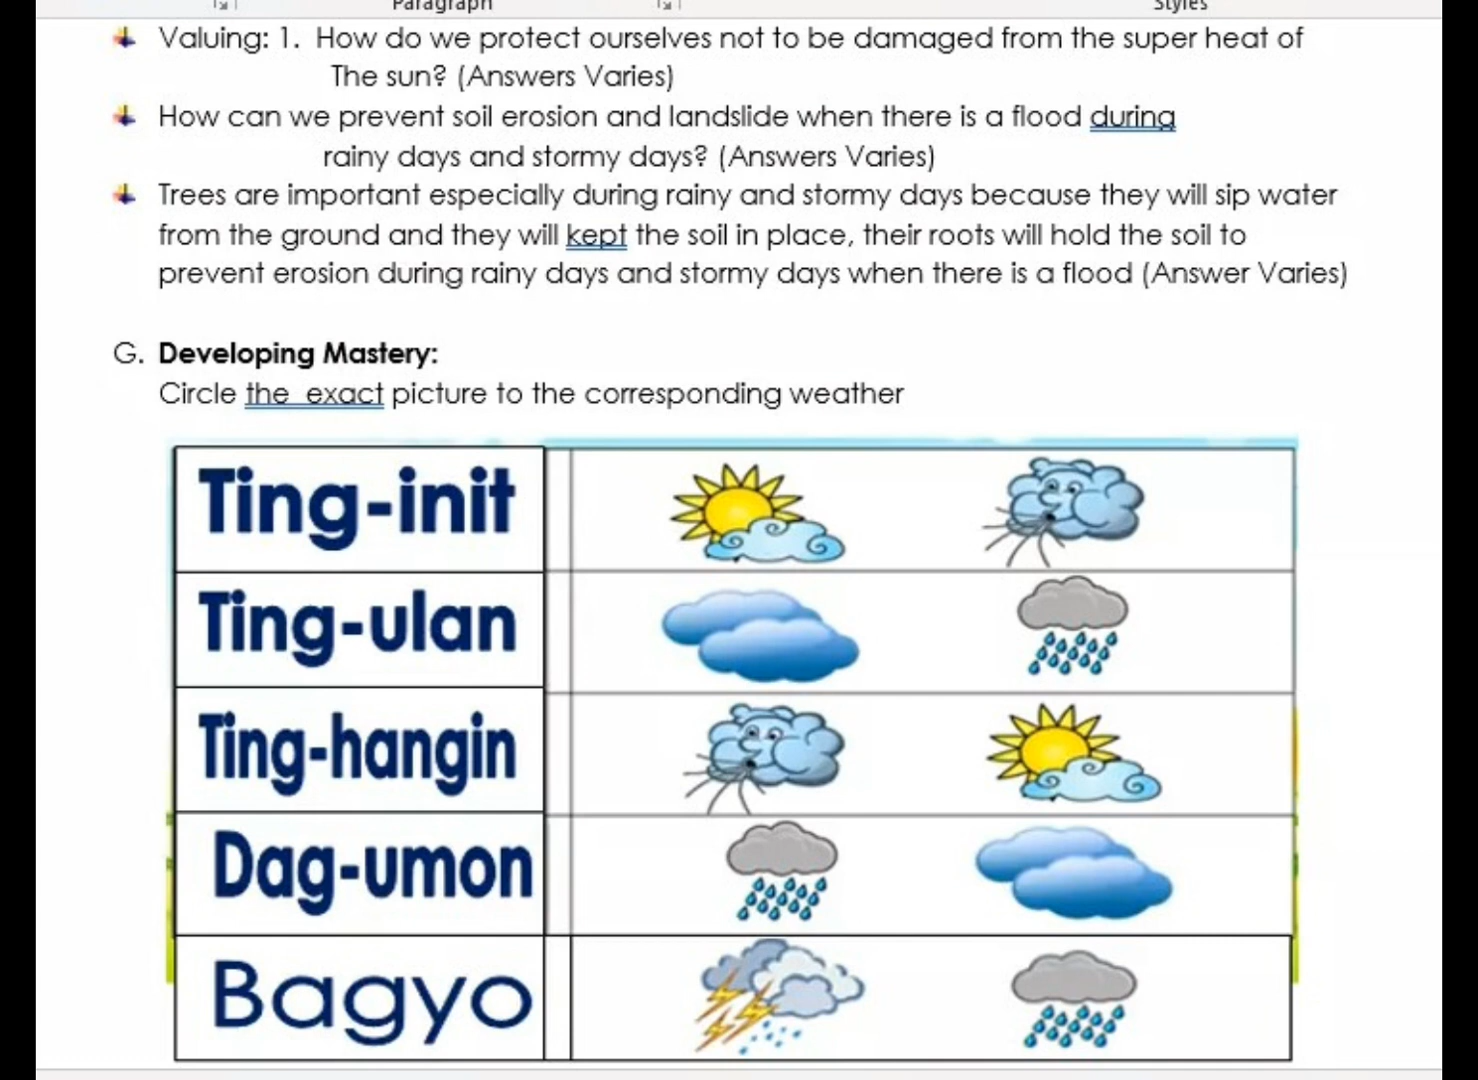 Paragraph Styles
Valuing: 1. How do we protect ourselves not to be damaged from the super heat of
The sun? (Answers Varies)
How can we prevent soil erosion and landslide when there is a flood during
rainy days and stormy days? (Answers Varies)
Trees are important especially during rainy and stormy days because they will sip water
from the ground and they will kept the soil in place, their roots will hold the soil to
prevent erosion during rainy days and stormy days when there is a flood (Answer Varies)
G. Developing Mastery:
Circle the exact picture to the corresponding weather
Ting-init
Ting-ulan
Ting-hangin
Dag-umon
Bagyo